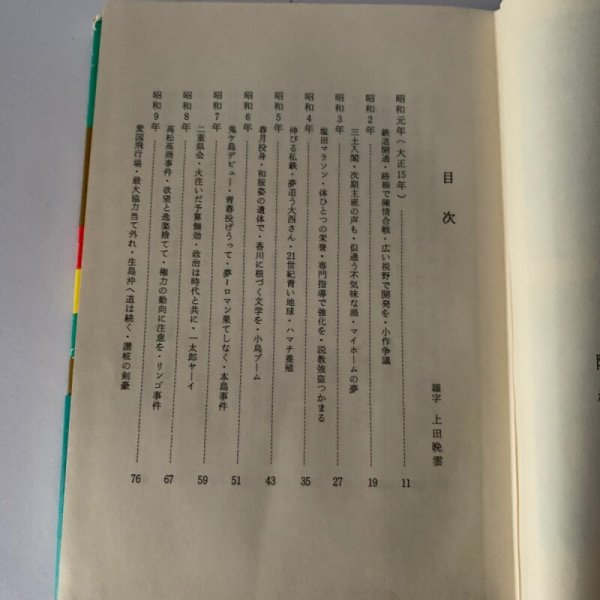 目次
題字 上田晩雲
昭和元年(大正15年) 11
鉄道開通・路線で陳情合戦・広い視野で開発を・小作争議
昭和2年 19
三土入閣・次期主班の声も・似通う不気味な渦・マイホームの夢
昭和3年 27
塩田マラソン・体ひとつの栄誉・専門指導で強化を・説教強盗つかまる
昭和4年 35
伸びる私鉄・夢追う大西さん・21世紀青い地球・ハマチ養殖
昭和5年 43
春月投身・和服姿の遺体で・香川に根づく文学を・小鳥ブーム
昭和6年 51
鬼ケ島デビュー・青春投げうって・夢〜ロマン果てしなく・本島事件
昭和7年 59
二重県会・火注いだ予算無効・政治は時代と共に・一太郎ヤーイ
昭和8年 67
高松高商事件・欲望と逸楽捨てて・権力の動向に注意を・リンゴ事件
昭和9年 76
愛国飛行場・最大協力当て外れ・生島沖へ道は続く・讃岐の剣豪